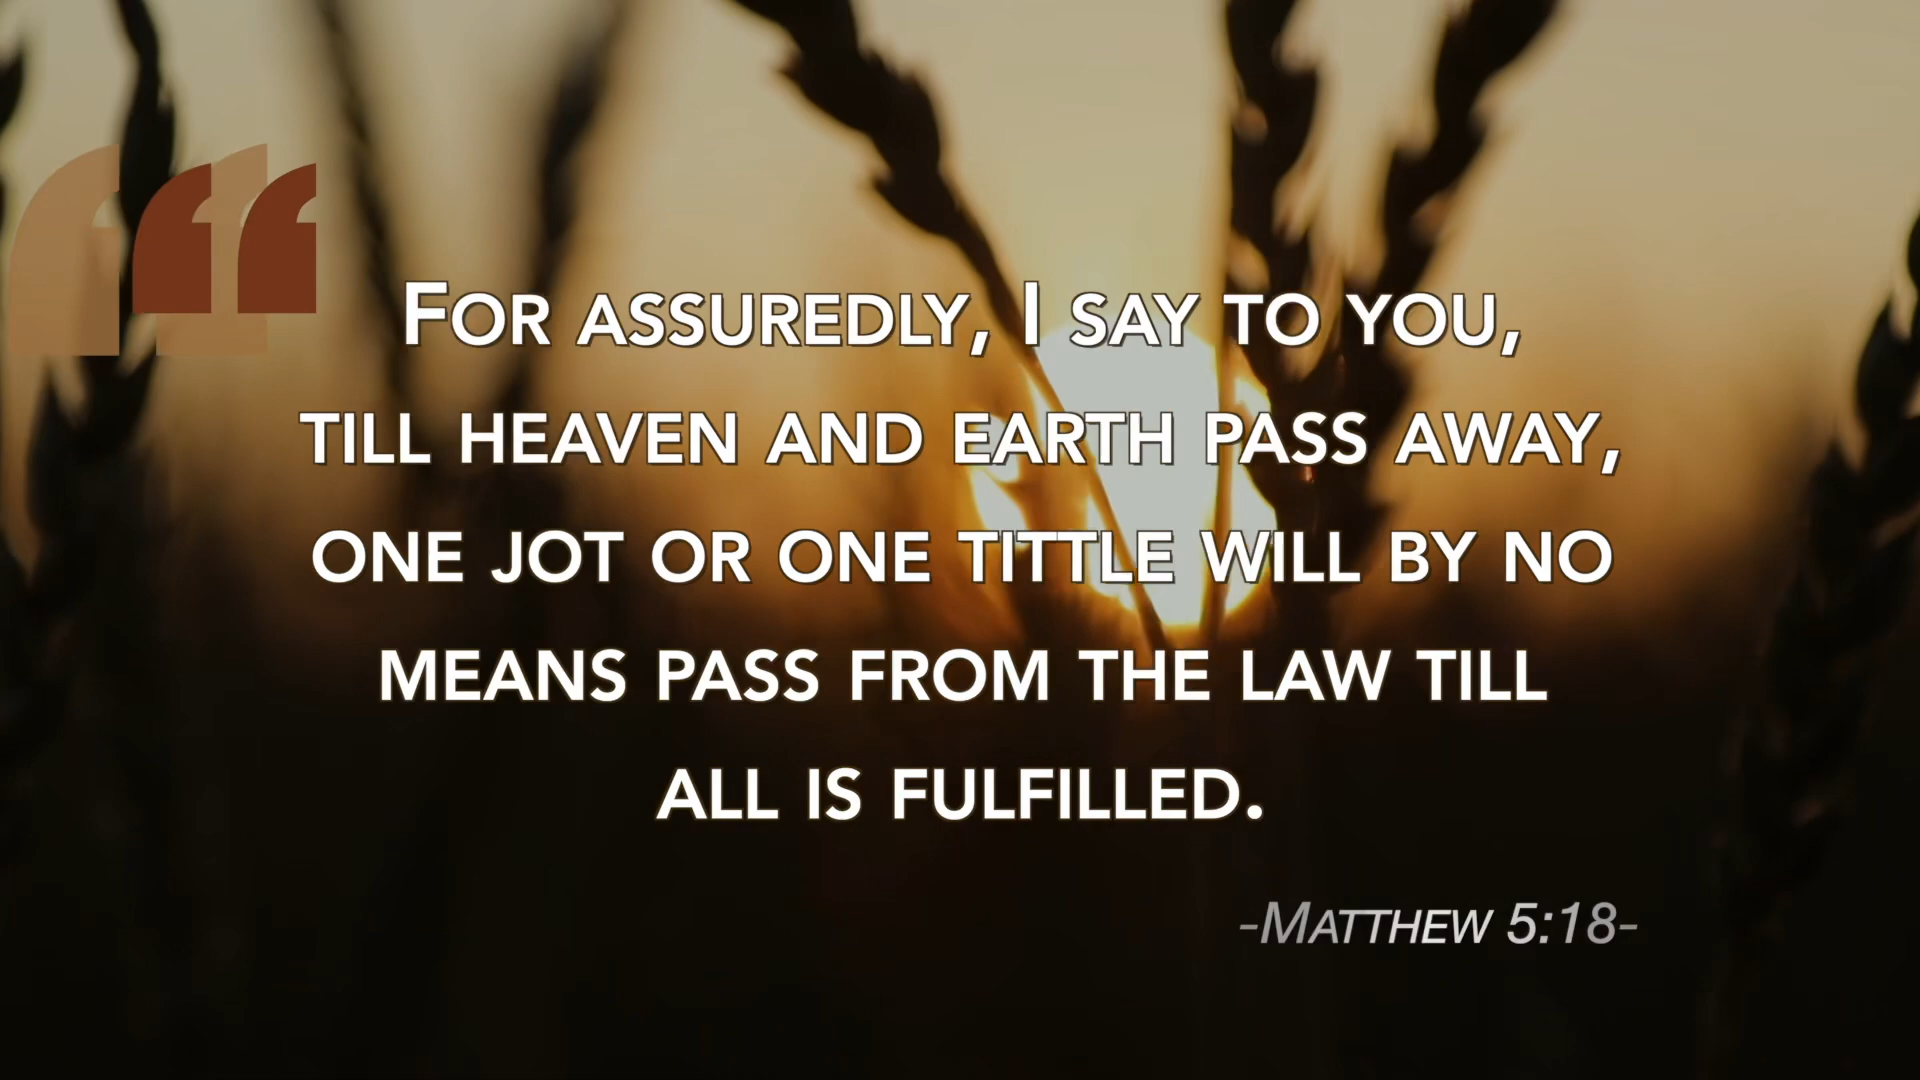 For assuredly, I say to you,
till heaven and earth pass away,
one jot or one tittle will by no
means pass from the law till
all is fulfilled.
-Matthew 5:18-